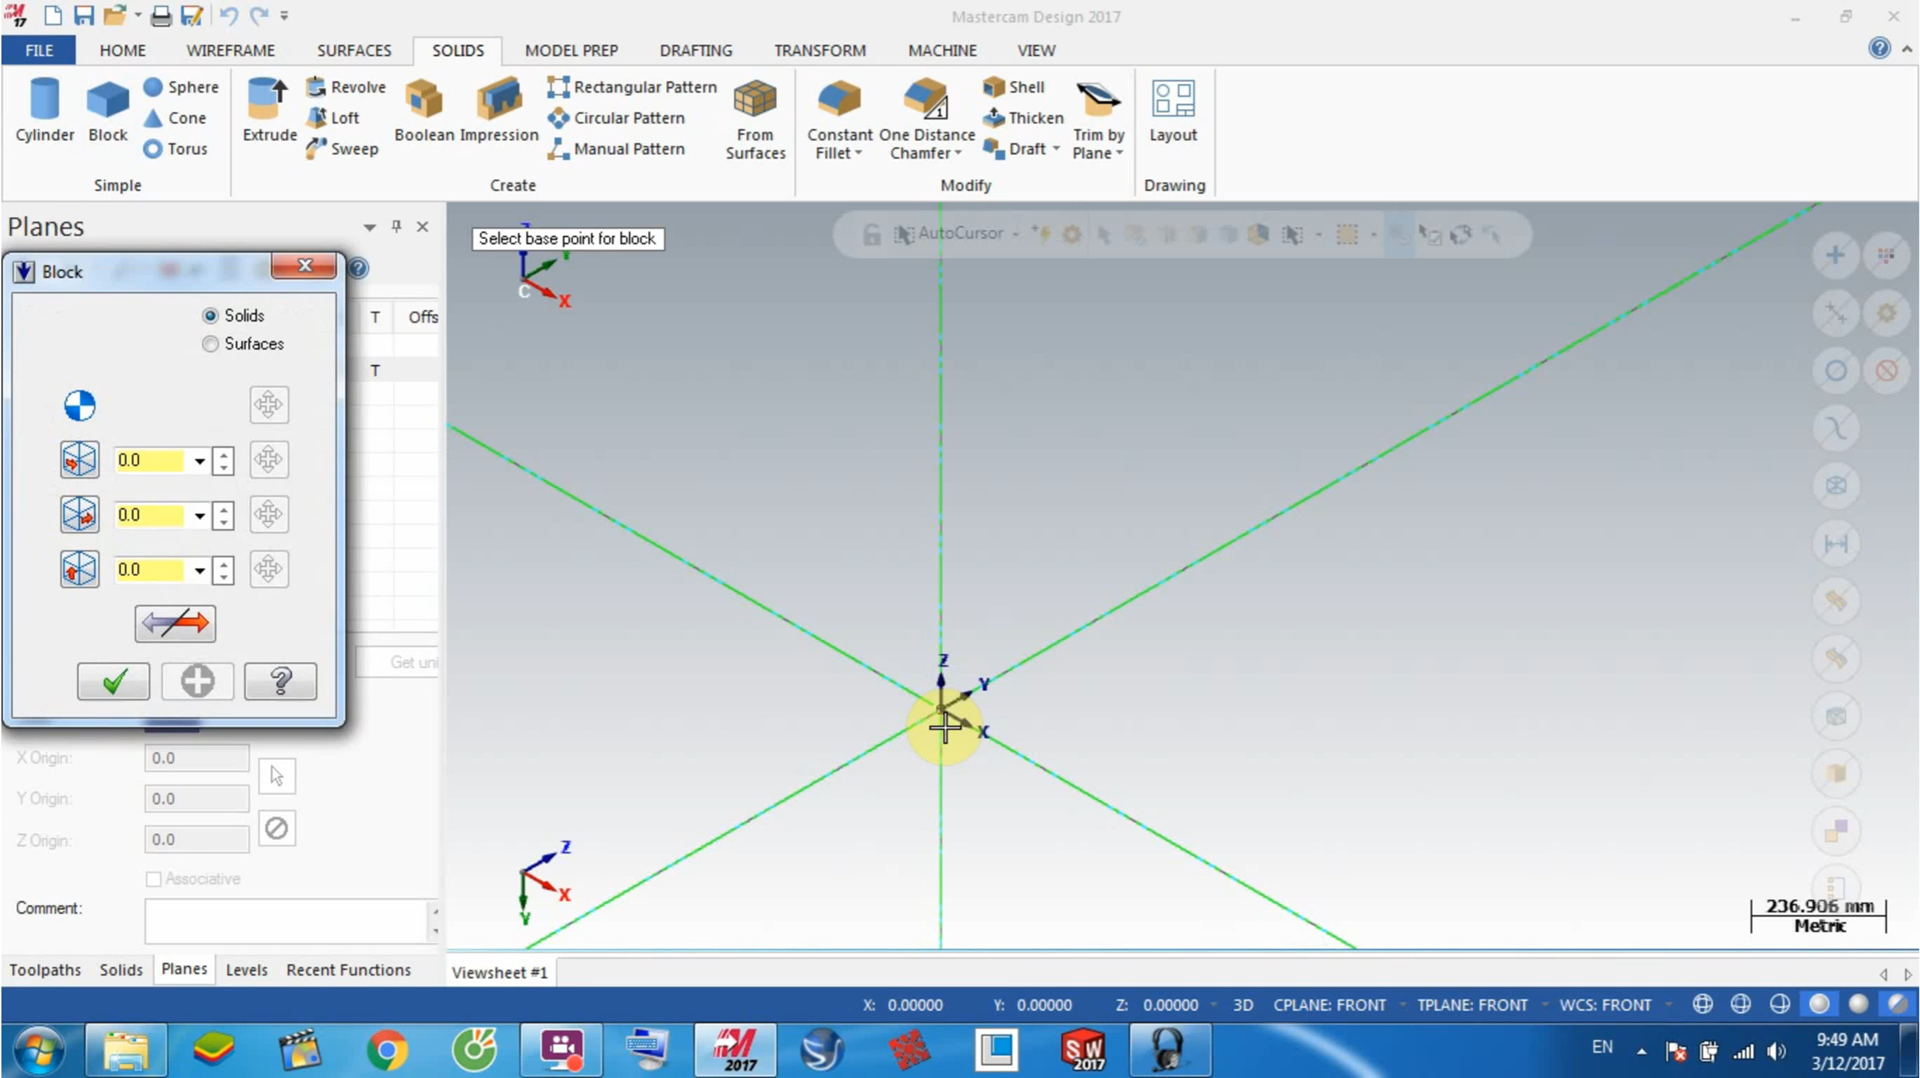 17
Mastercam Design 2017
FILE HOME WIREFRAME SURFACES SOLIDS MODEL PREP DRAFTING TRANSFORM MACHINE VIEW
Cylinder
Block
Sphere
Cone
Torus
Simple
Extrude
Revolve
Loft
Sweep
Boolean
Impression
Rectangular Pattern
Circular Pattern
Manual Pattern
From
Surfaces
Create
Constant
Fillet
One Distance
Chamfer
Shell
Thicken
Draft
Trim by
Plane
Modify
Layout
Drawing
Planes
Select base point for block
AutoCursor
Block
Solids
Surfaces
T Offs
T
0.0
0.0
0.0
Get uni
X Origin: 0.0
Y Origin: 0.0
Z Origin: 0.0
Associative
Comment:
Y
C
X
Z
Y
X
Z
X
Y
236.906 mm
Metric
Toolpaths Solids Planes Levels Recent Functions
Viewsheet #1
X: 0.00000 Y: 0.00000 Z: 0.00000 3D CPLANE: FRONT TPLANE: FRONT WCS: FRONT
2017
SW
2017
EN
9:49 AM
3/12/2017